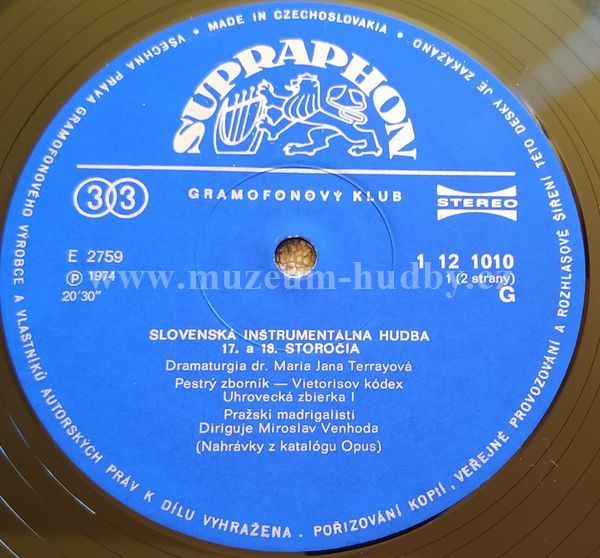 MADE IN CZECHOSLOVAKIA • VŠECHNA PRÁVA GRAMOFONOVÉHO VÝROBCE A VLASTNÍKŮ AUTORSKÝCH PRÁV K DÍLU VYHRAŽENA. POŘIZOVÁNÍ KOPIÍ, VEŘEJNÉ PROVOZOVÁNÍ A ROZHLASOVÉ ŠÍŘENÍ TÉTO DESKY JE ZAKÁZÁNO •
SUPRAPHON
33
GRAMOFONOVÝ KLUB
STEREO
E 2759
℗ 1974
20'30"
1 12 1010
(2 strany)
G
www.muzeum-hudby.cz
SLOVENSKÁ INŠTRUMENTÁLNA HUDBA
17. a 18. STOROČIA
Dramaturgia dr. Maria Jana Terrayová
Pestrý zborník — Vietorisov kódex
Uhrovecká zbierka I
Pražskí madrigalisti
Diriguje Miroslav Venhoda
(Nahrávky z katalógu Opus)